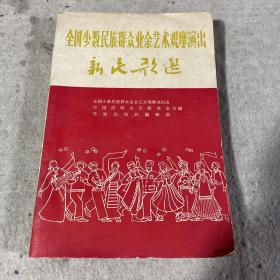 全国少数民族群众业余艺术观摩演出
新民歌选
全国少数民族群众业余艺术观摩演出会
中国民间文艺研究会合编
作家出版社编辑部